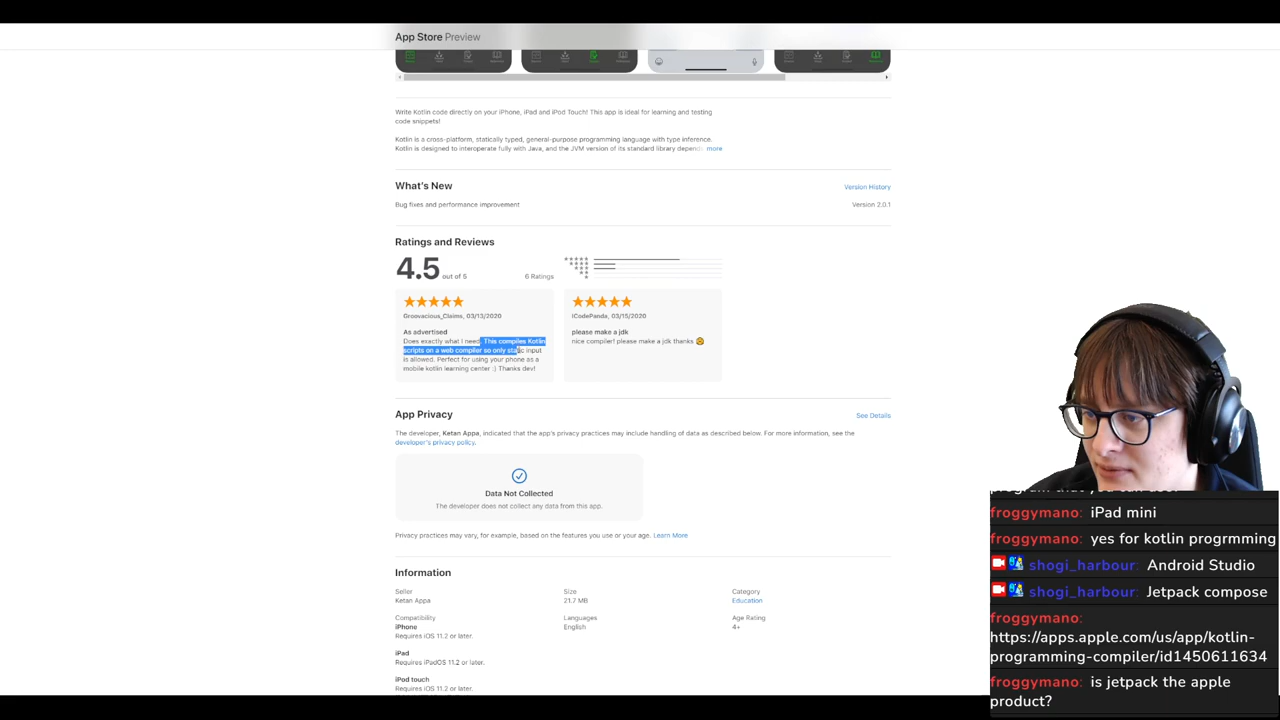 App Store Preview
Write Kotlin code directly on your iPhone, iPad and iPod Touch! This app is ideal for learning and testing
code snippets!
Kotlin is a cross-platform, statically typed, general-purpose programming language with type inference.
Kotlin is designed to interoperate fully with Java, and the JVM version of its standard library depends more
What's New
Version History
Bug fixes and performance improvement
Version 2.0.1
Ratings and Reviews
4.5 out of 5
6 Ratings
Groovacious_Claims, 03/13/2020
As advertised
Does exactly what I need. This compiles Kotlin
scripts on a web compiler so only static input
is allowed. Perfect for using your phone as a
mobile kotlin learning center :) Thanks dev!
ICodePanda, 03/15/2020
please make a jdk
nice compiler! please make a jdk thanks
App Privacy
See Details
The developer, Ketan Appa, indicated that the app's privacy practices may include handling of data as described below. For more information, see the
developer's privacy policy.
Data Not Collected
The developer does not collect any data from this app.
Privacy practices may vary, for example, based on the features you use or your age. Learn More
Information
Seller
Ketan Appa
Size
21.7 MB
Category
Education
Compatibility
iPhone
Requires iOS 11.2 or later.
Languages
English
Age Rating
4+
iPad
Requires iPadOS 11.2 or later.
iPod touch
Requires iOS 11.2 or later.
froggymano: iPad mini
froggymano: yes for kotlin progrmming
shogi_harbour: Android Studio
shogi_harbour: Jetpack compose
froggymano:
https://apps.apple.com/us/app/kotlin-
programming-compiler/id1450611634
froggymano: is jetpack the apple
product?